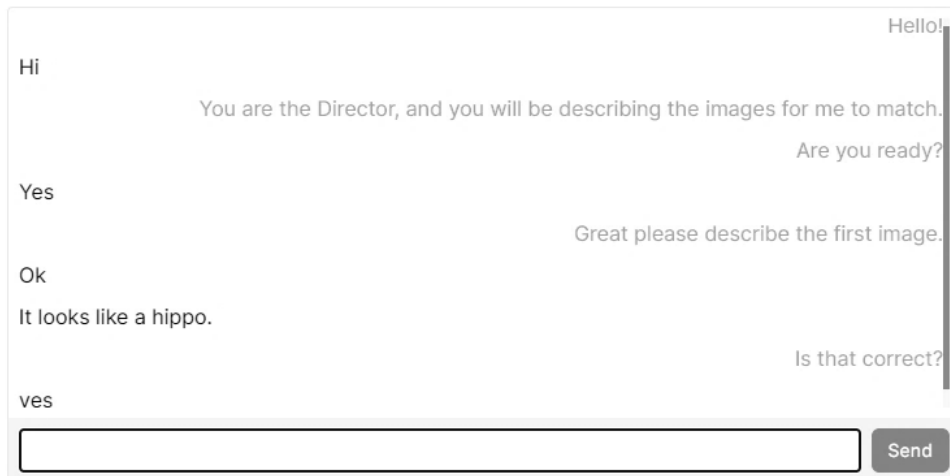 Hello!
Hi
You are the Director, and you will be describing the images for me to match.
Are you ready?
Yes
Great please describe the first image.
Ok
It looks like a hippo.
Is that correct?
yes
Send